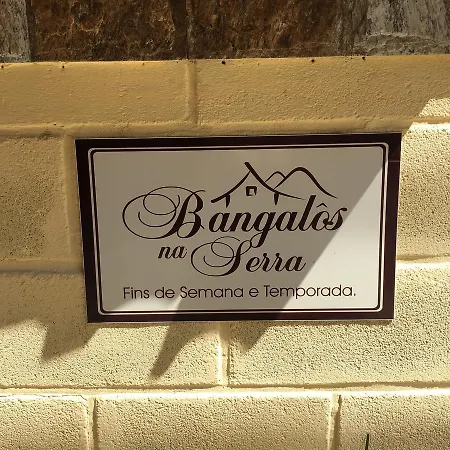 Bangalôs
na Serra
Fins de Semana e Temporada.